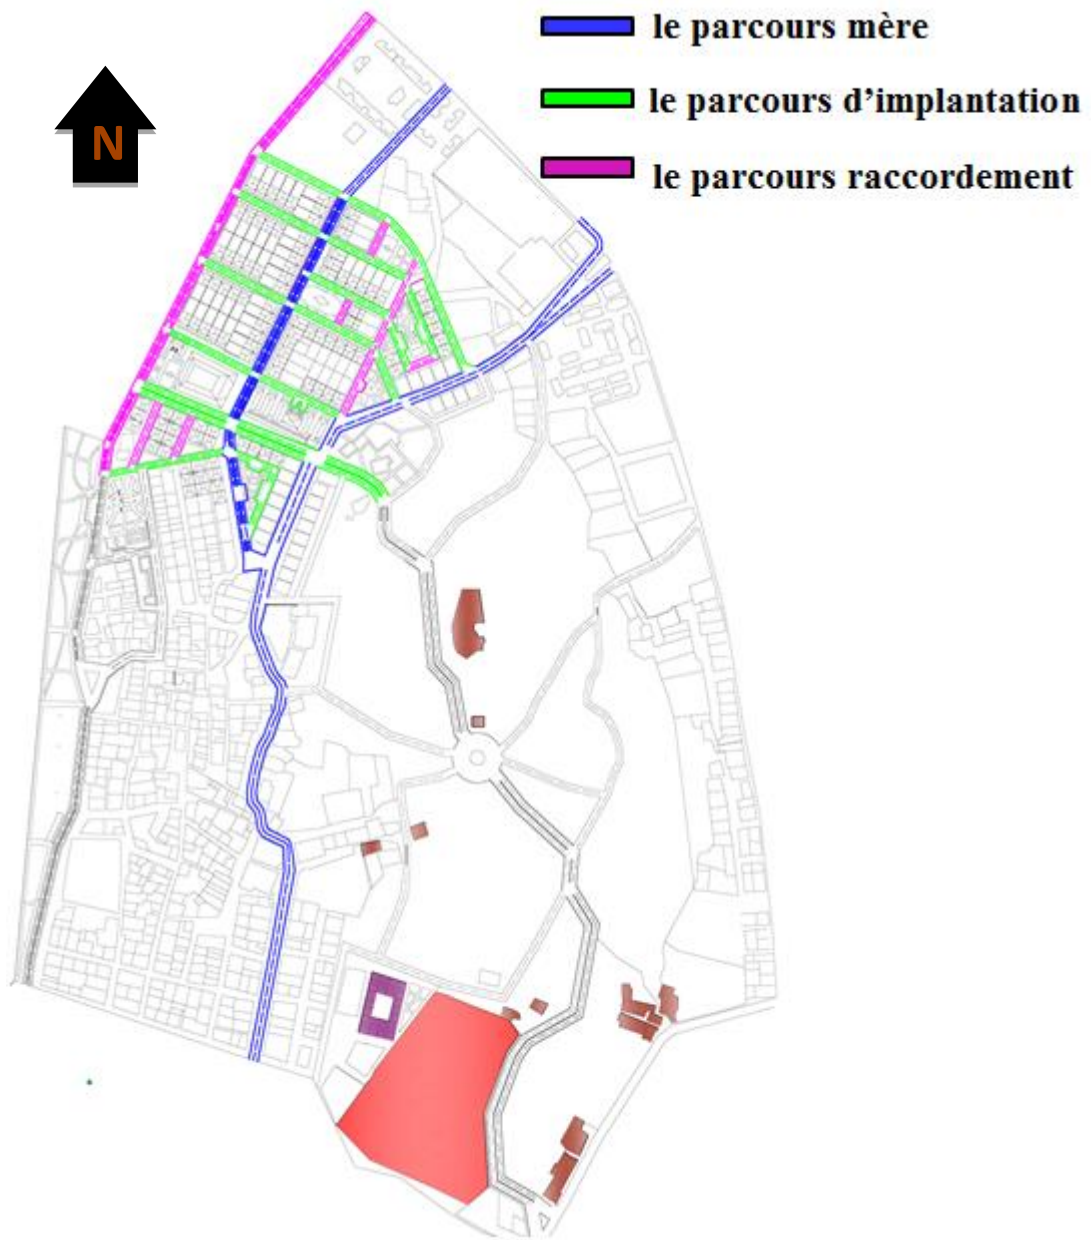 le parcours mère
le parcours d’implantation
le parcours raccordement
N